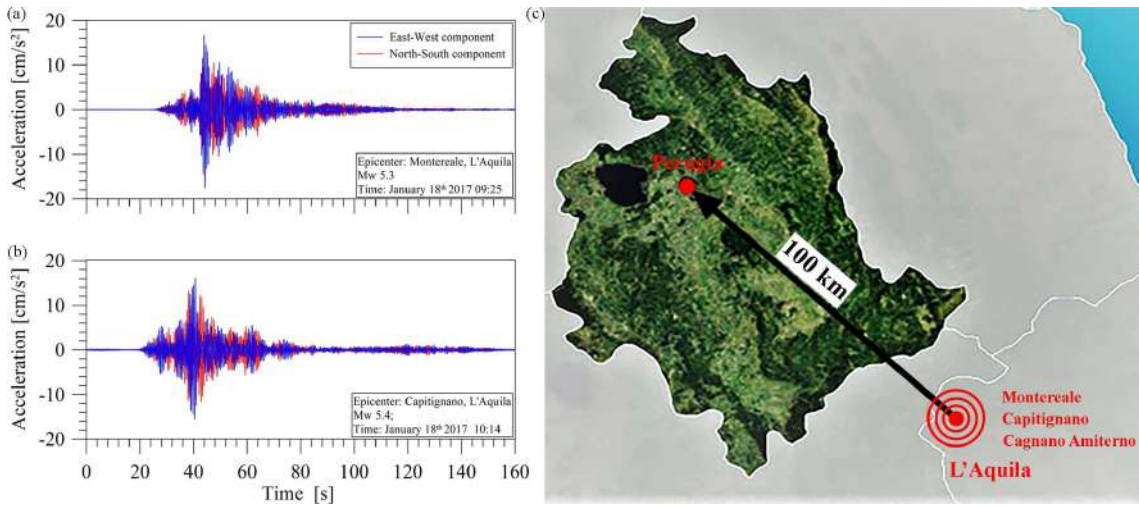 (a)
20
10
0
-10
-20
Acceleration [cm/s²]
East-West component
North-South component
Epicenter: Montereale, L'Aquila
Mw 5.3
Time: January 18th 2017 09:25
(b)
20
10
0
-10
-20
Acceleration [cm/s²]
Epicenter: Capitignano, L'Aquila
Mw 5.4;
Time: January 18th 2017 10:14
0 20 40 60 80 100 120 140 160
Time [s]
(c)
Perugia
100 km
Montereale
Capitignano
Cagnano Amiterno
L'Aquila